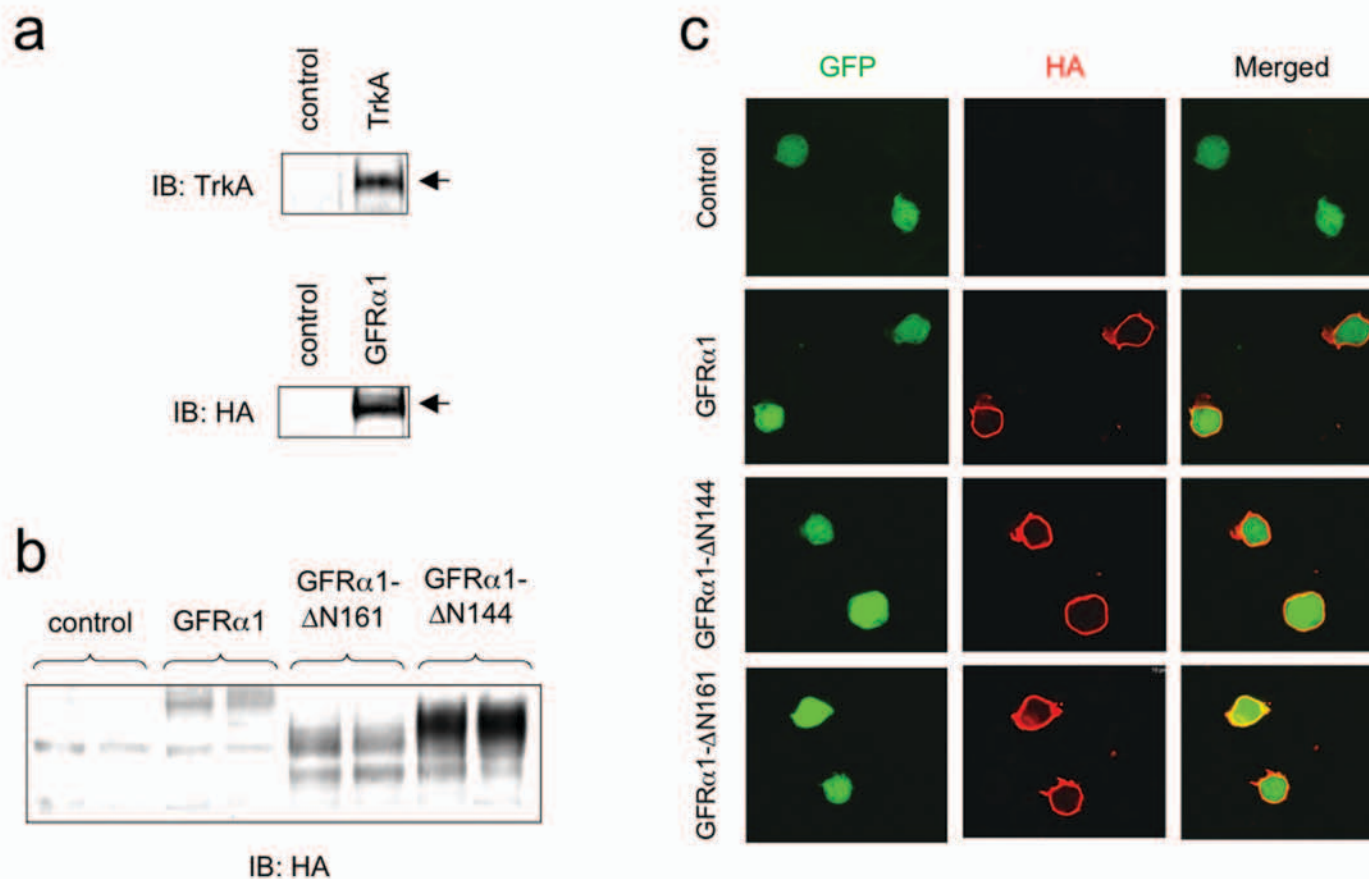 a
control
TrkA
IB: TrkA
control
GFRα1
IB: HA
b
control
GFRα1
GFRα1-
ΔN161
GFRα1-
ΔN144
IB: HA
c
GFP
HA
Merged
Control
GFRα1
GFRα1-ΔN144
GFRα1-ΔN161